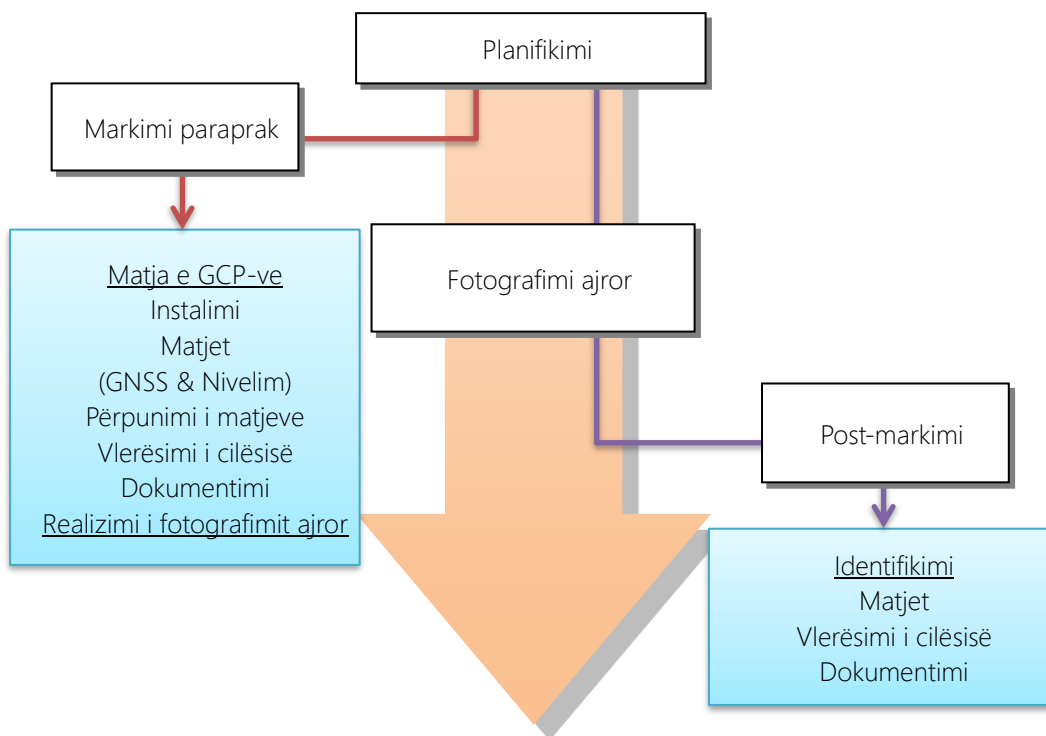 Planifikimi
Markimi paraprak
Matja e GCP-ve
Instalimi
Matjet
(GNSS & Nivelim)
Përpunimi i matjeve
Vlerësimi i cilësisë
Dokumentimi
Realizimi i fotografimit ajror
Fotografimi ajror
Post-markimi
Identifikimi
Matjet
Vlerësimi i cilësisë
Dokumentimi